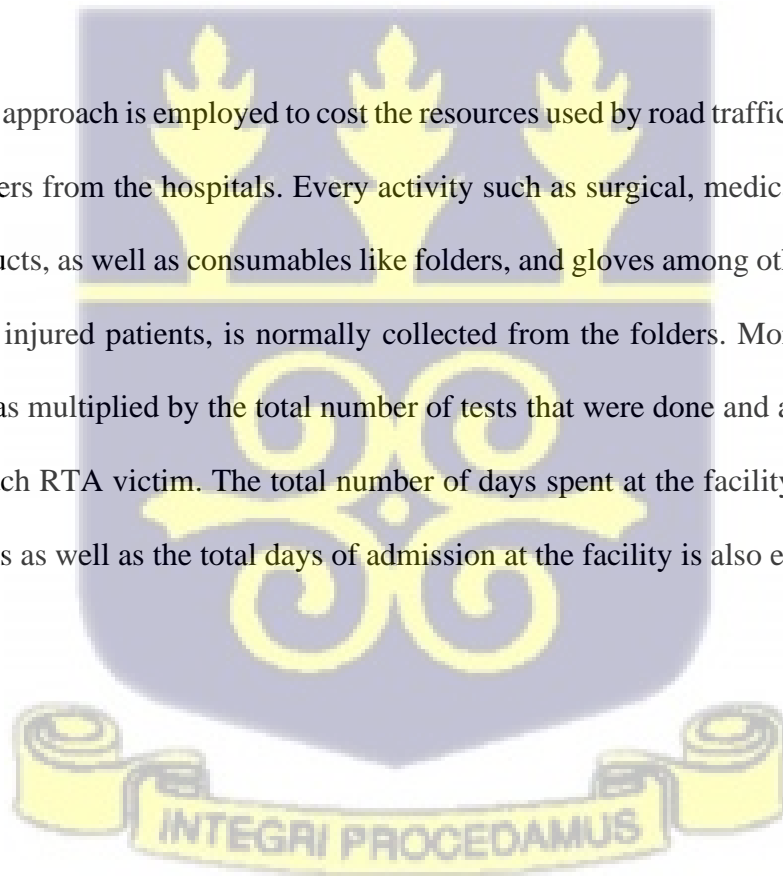 approach is employed to cost the resources used by road traffic
ers from the hospitals. Every activity such as surgical, medic
ucts, as well as consumables like folders, and gloves among ot
injured patients, is normally collected from the folders. Mo
as multiplied by the total number of tests that were done and a
ch RTA victim. The total number of days spent at the facility
s as well as the total days of admission at the facility is also e
INTEGRI PROCEDAMUS